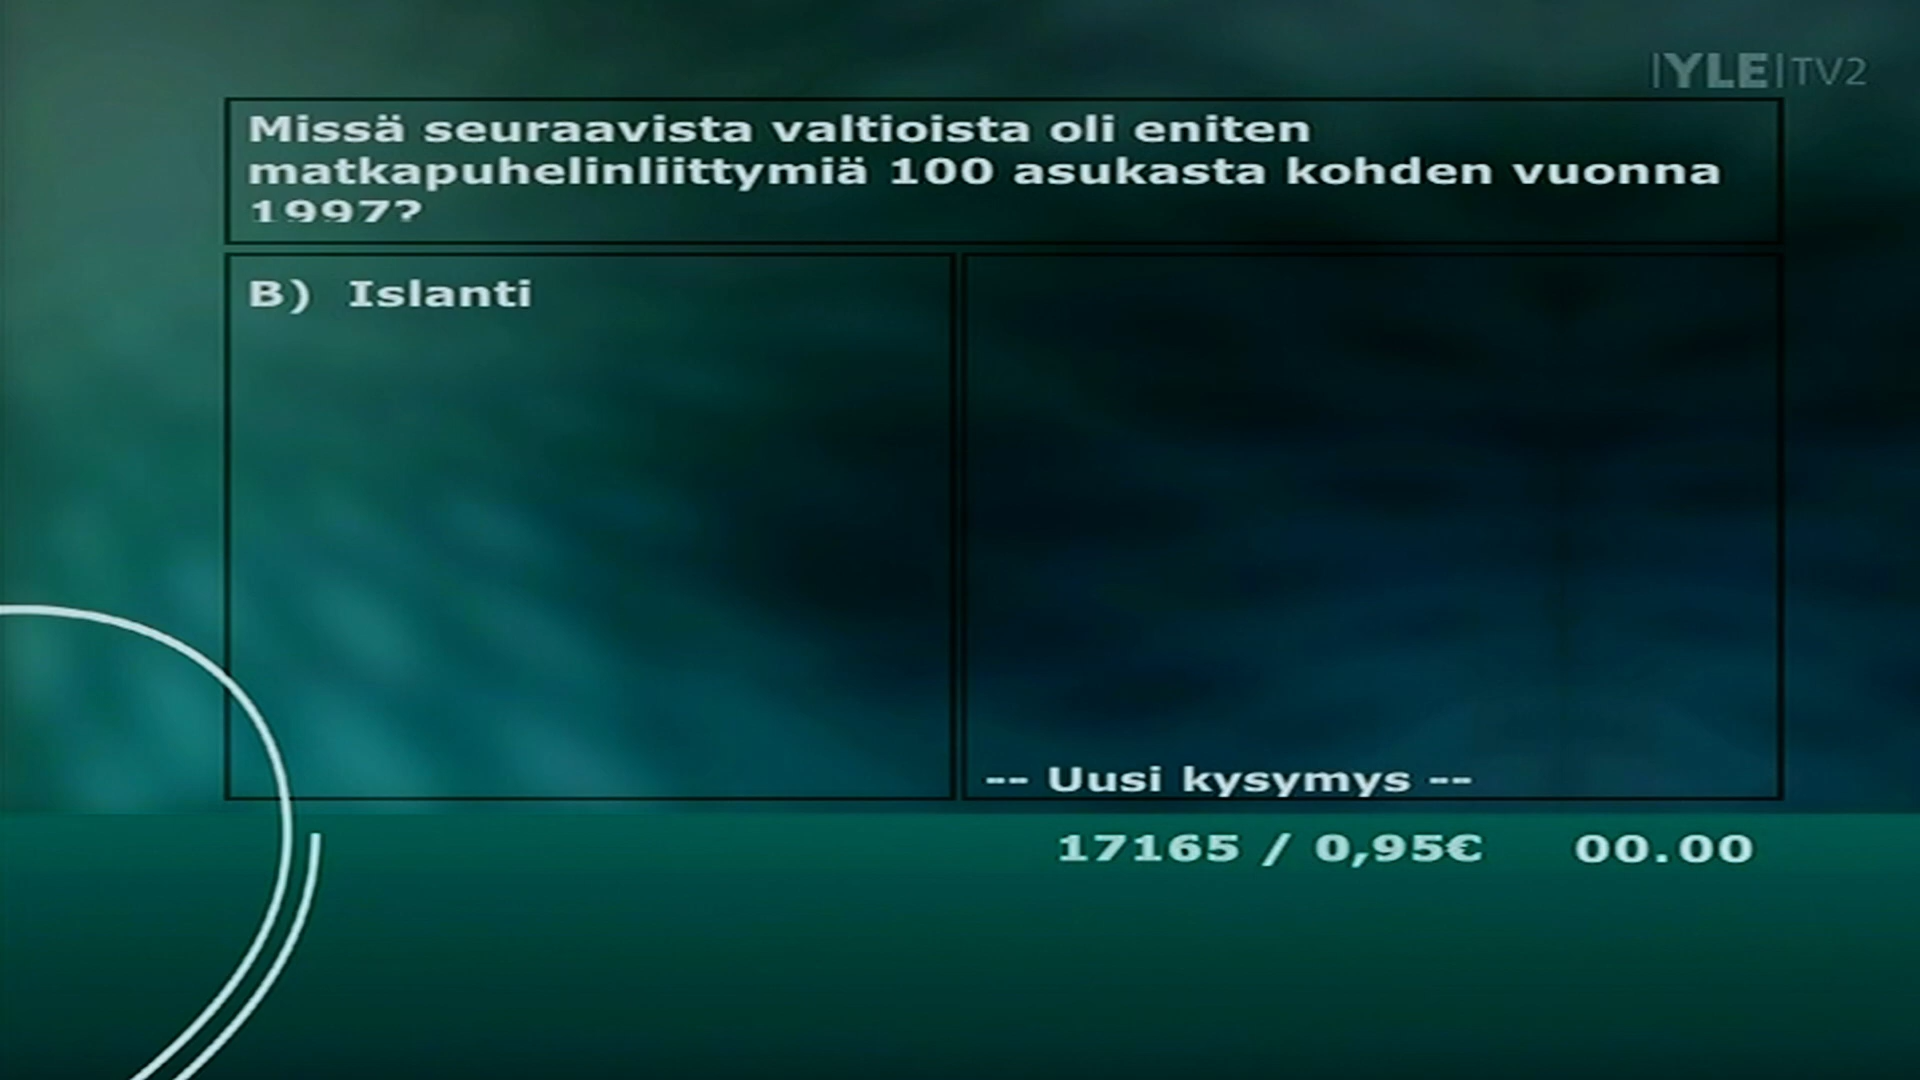 |YLE|TV2
Missä seuraavista valtioista oli eniten
matkapuhelinliittymiä 100 asukasta kohden vuonna
1997?
B) Islanti
-- Uusi kysymys --
17165 / 0,95€ 00.00